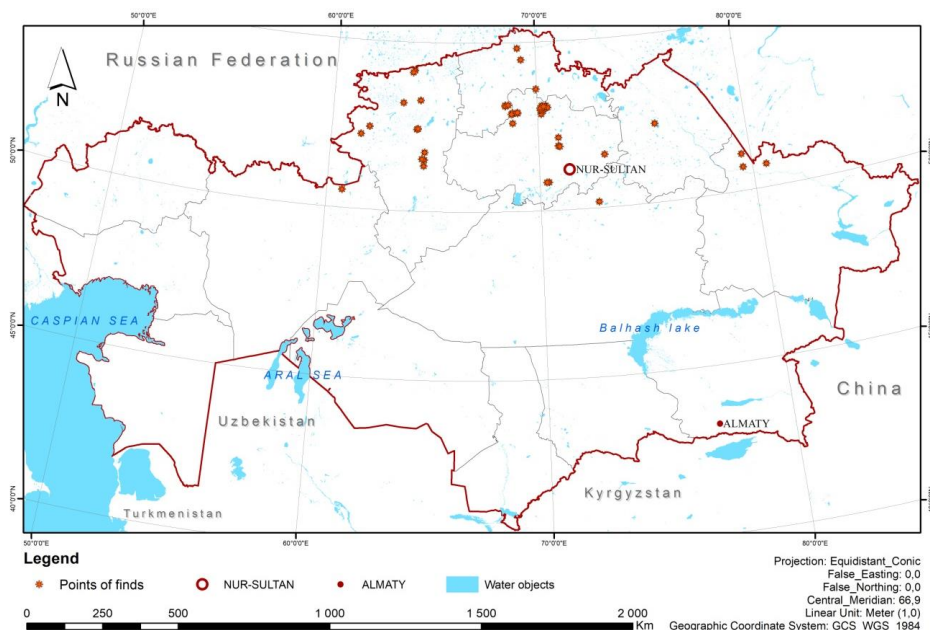 50°0'0"E
60°0'0"E
70°0'0"E
80°0'0"E
Russian Federation
N
50°0'0"N
NUR-SULTAN
CASPIAN SEA
45°0'0"N
Balhash lake
ARAL SEA
China
Uzbekistan
ALMATY
Kyrgyzstan
40°0'0"N
Turkmenistan
50°0'0"E
60°0'0"E
70°0'0"E
80°0'0"E
Legend
Points of finds
NUR-SULTAN
ALMATY
Water objects
0 250 500 1 000 1 500 2 000
Km
Projection: Equidistant_Conic
False_Easting: 0,0
False_Northing: 0,0
Central_Meridian: 66,9
Linear Unit: Meter (1,0)
Geographic Coordinate System: GCS_WGS_1984